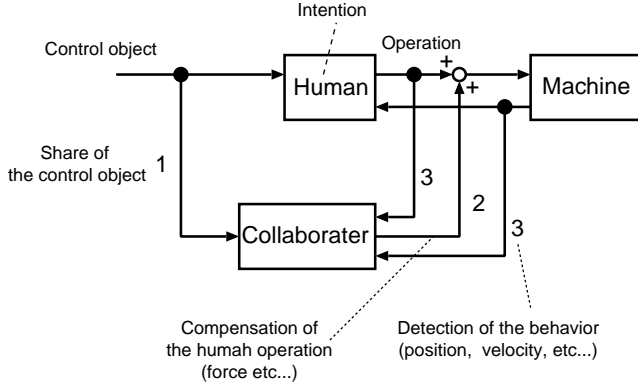 Intention
Control object
Operation
+
+
Human
Machine
Share of
the control object
1
3
2
3
Collaborater
Compensation of
the humah operation
(force etc...)
Detection of the behavior
(position, velocity, etc...)